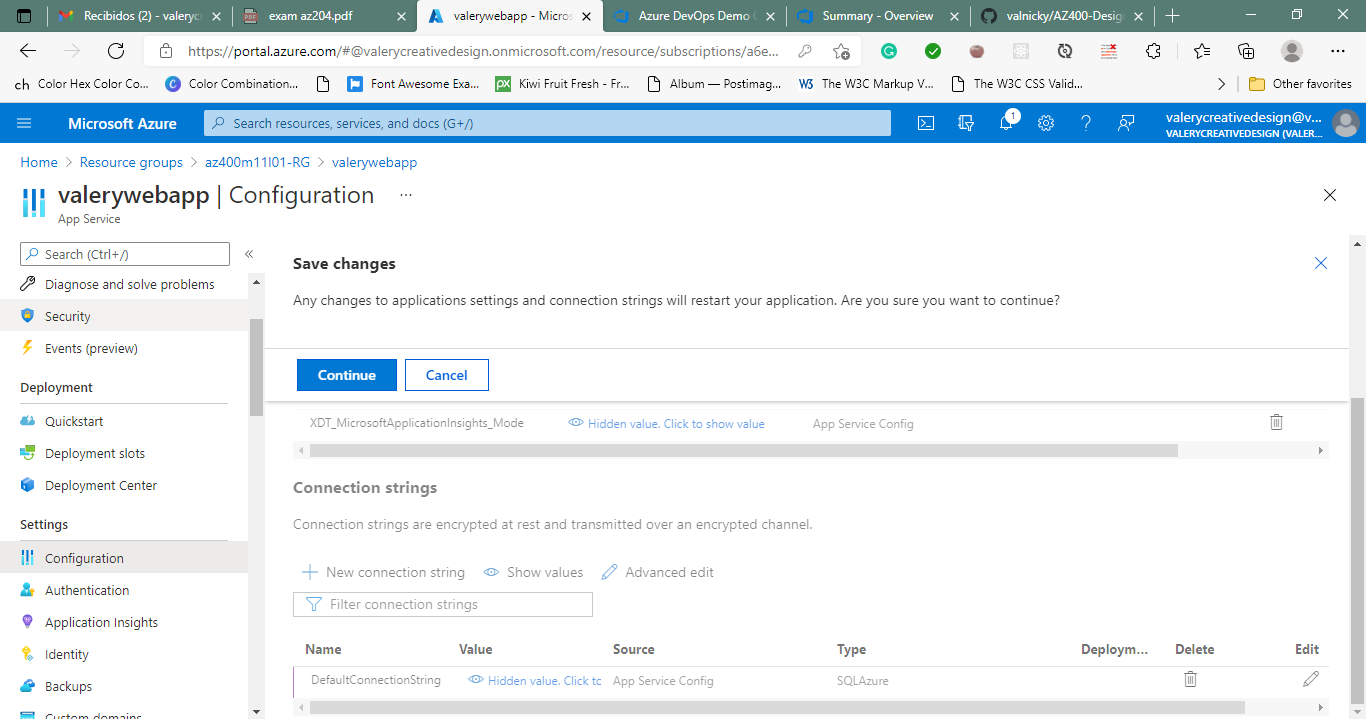 Recibidos (2) - valeryc
exam az204.pdf
valerywebapp - Micros
Azure DevOps Demo G
Summary - Overview
valnicky/AZ400-Design
https://portal.azure.com/#@valerycreativedesign.onmicrosoft.com/resource/subscriptions/a6e...
ch Color Hex Color Co...
Color Combination...
Font Awesome Exa...
px Kiwi Fruit Fresh - Fr...
Album — Postimag...
W3 The W3C Markup V...
The W3C CSS Valid...
Other favorites
Microsoft Azure
Search resources, services, and docs (G+/)
1
valerycreativedesign@v...
VALERYCREATIVEDESIGN (VALER...
Home > Resource groups > az400m11l01-RG > valerywebapp
valerywebapp | Configuration ...
App Service
Search (Ctrl+/)
Diagnose and solve problems
Security
Events (preview)
Deployment
Quickstart
Deployment slots
Deployment Center
Settings
Configuration
Authentication
Application Insights
Identity
Backups
Custom domains
Save changes
Any changes to applications settings and connection strings will restart your application. Are you sure you want to continue?
Continue
Cancel
XDT_MicrosoftApplicationInsights_Mode
Hidden value. Click to show value
App Service Config
Connection strings
Connection strings are encrypted at rest and transmitted over an encrypted channel.
New connection string
Show values
Advanced edit
Filter connection strings
Name Value Source Type Deploym... Delete Edit
DefaultConnectionString Hidden value. Click tc App Service Config SQLAzure